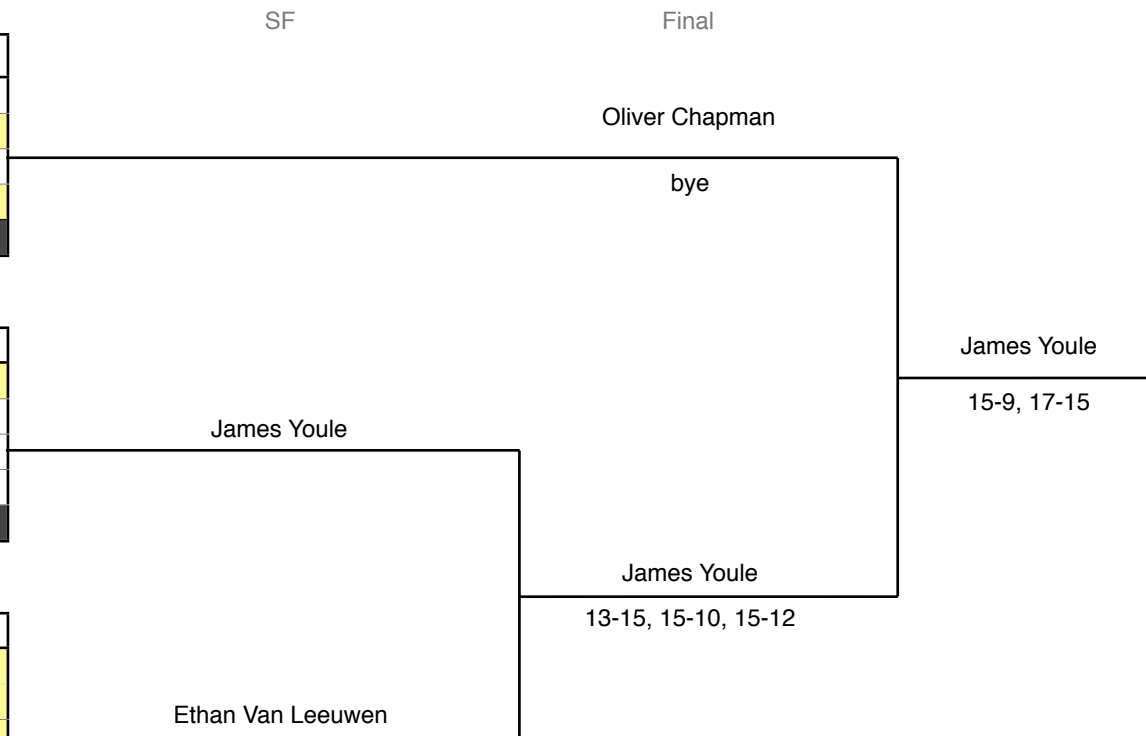 SF
Final
Oliver Chapman
bye
James Youle
15-9, 17-15
James Youle
James Youle
13-15, 15-10, 15-12
Ethan Van Leeuwen